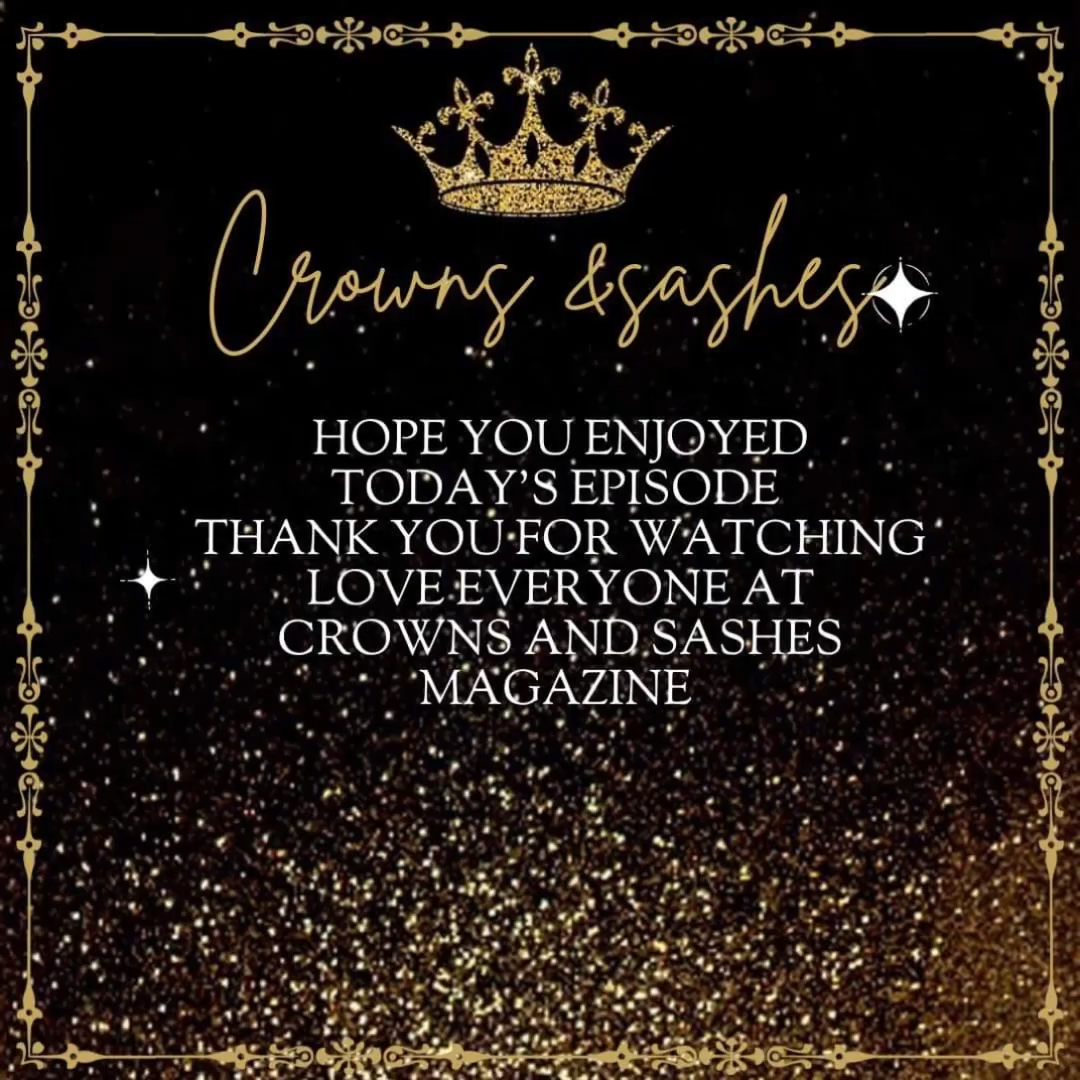 Crowns &sashes
HOPE YOU ENJOYED
TODAY'S EPISODE
THANK YOU FOR WATCHING
LOVE EVERYONE AT
CROWNS AND SASHES
MAGAZINE